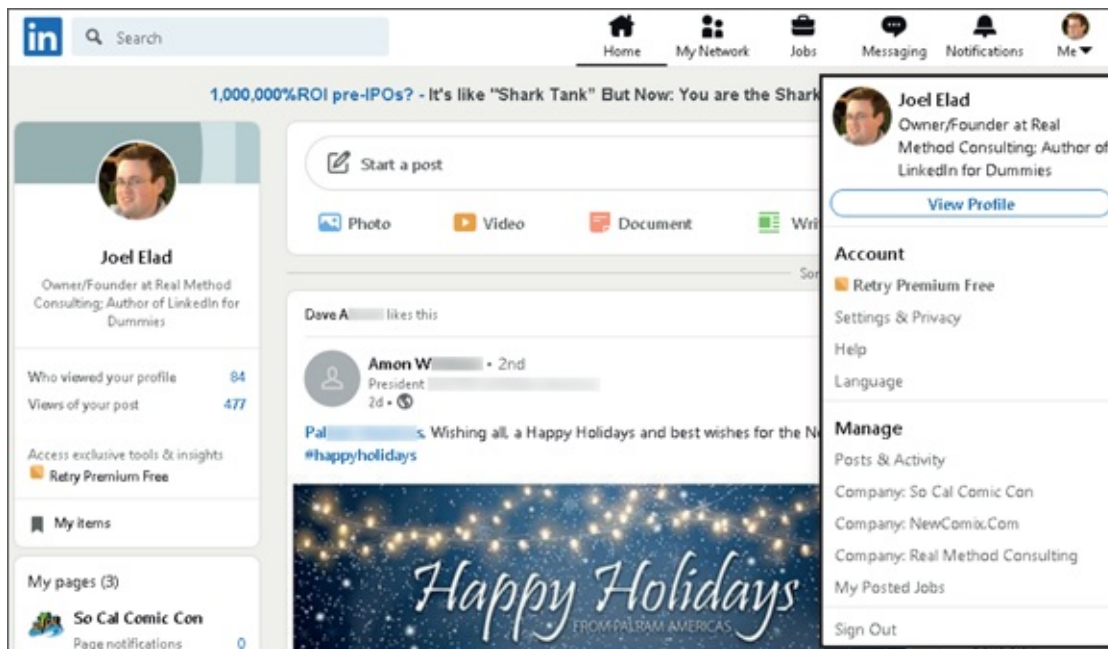 in
Search
Home
My Network
Jobs
Messaging
Notifications
Me
1,000,000%ROI pre-IPOs? - It's like "Shark Tank" But Now: You are the Shark
Joel Elad
Owner/Founder at Real Method
Consulting; Author of LinkedIn for
Dummies
Who viewed your profile 84
Views of your post 477
Access exclusive tools & insights
Retry Premium Free
My items
My pages (3)
So Cal Comic Con
Page notifications 0
Start a post
Photo
Video
Document
Dave A likes this
Amon W • 2nd
President
2d •
Pal s, Wishing all, a Happy Holidays and best wishes for the
#happyholidays
Happy Holidays
FROM PALRAM AMERICAS
Joel Elad
Owner/Founder at Real
Method Consulting; Author of
LinkedIn for Dummies
View Profile
Account
Retry Premium Free
Settings & Privacy
Help
Language
Manage
Posts & Activity
Company: So Cal Comic Con
Company: NewComix.Com
Company: Real Method Consulting
My Posted Jobs
Sign Out